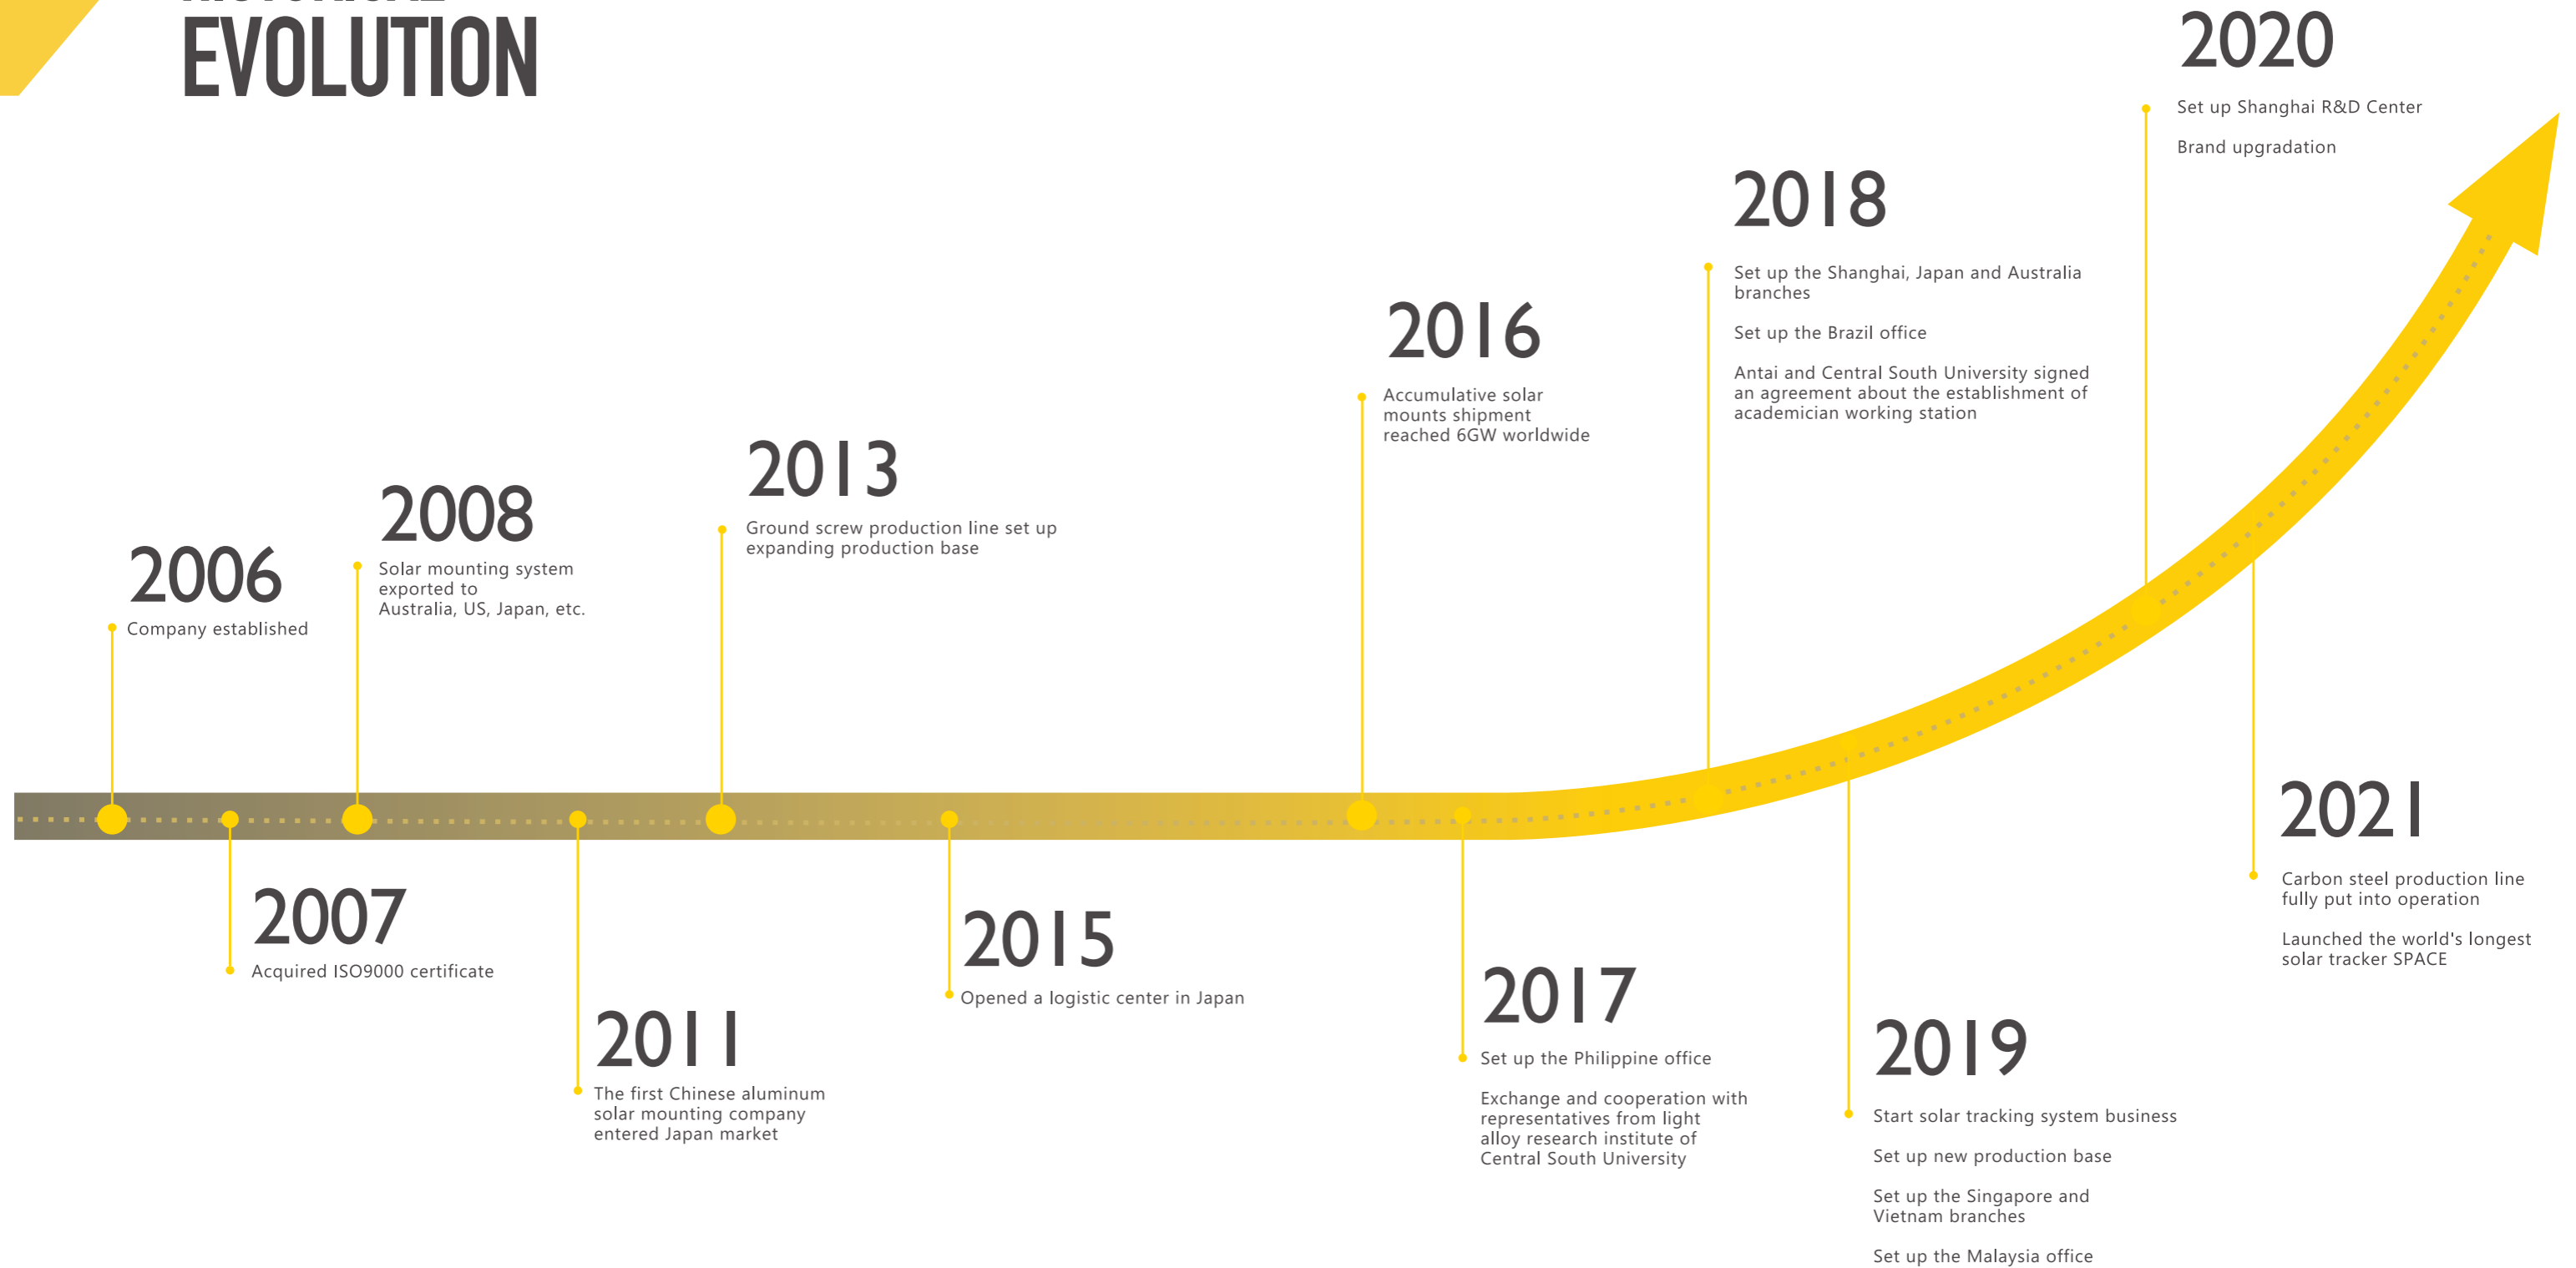 EVOLUTION
2006
Company established
2007
Acquired ISO9000 certificate
2008
Solar mounting system
exported to
Australia, US, Japan, etc.
2011
The first Chinese aluminum
solar mounting company
entered Japan market
2013
Ground screw production line set up
expanding production base
2015
Opened a logistic center in Japan
2016
Accumulative solar
mounts shipment
reached 6GW worldwide
2017
Set up the Philippine office
Exchange and cooperation with
representatives from light
alloy research institute of
Central South University
2018
Set up the Shanghai, Japan and Australia
branches
Set up the Brazil office
Antai and Central South University signed
an agreement about the establishment of
academician working station
2019
Start solar tracking system business
Set up new production base
Set up the Singapore and
Vietnam branches
Set up the Malaysia office
2020
Set up Shanghai R&D Center
Brand upgradation
2021
Carbon steel production line
fully put into operation
Launched the world's longest
solar tracker SPACE